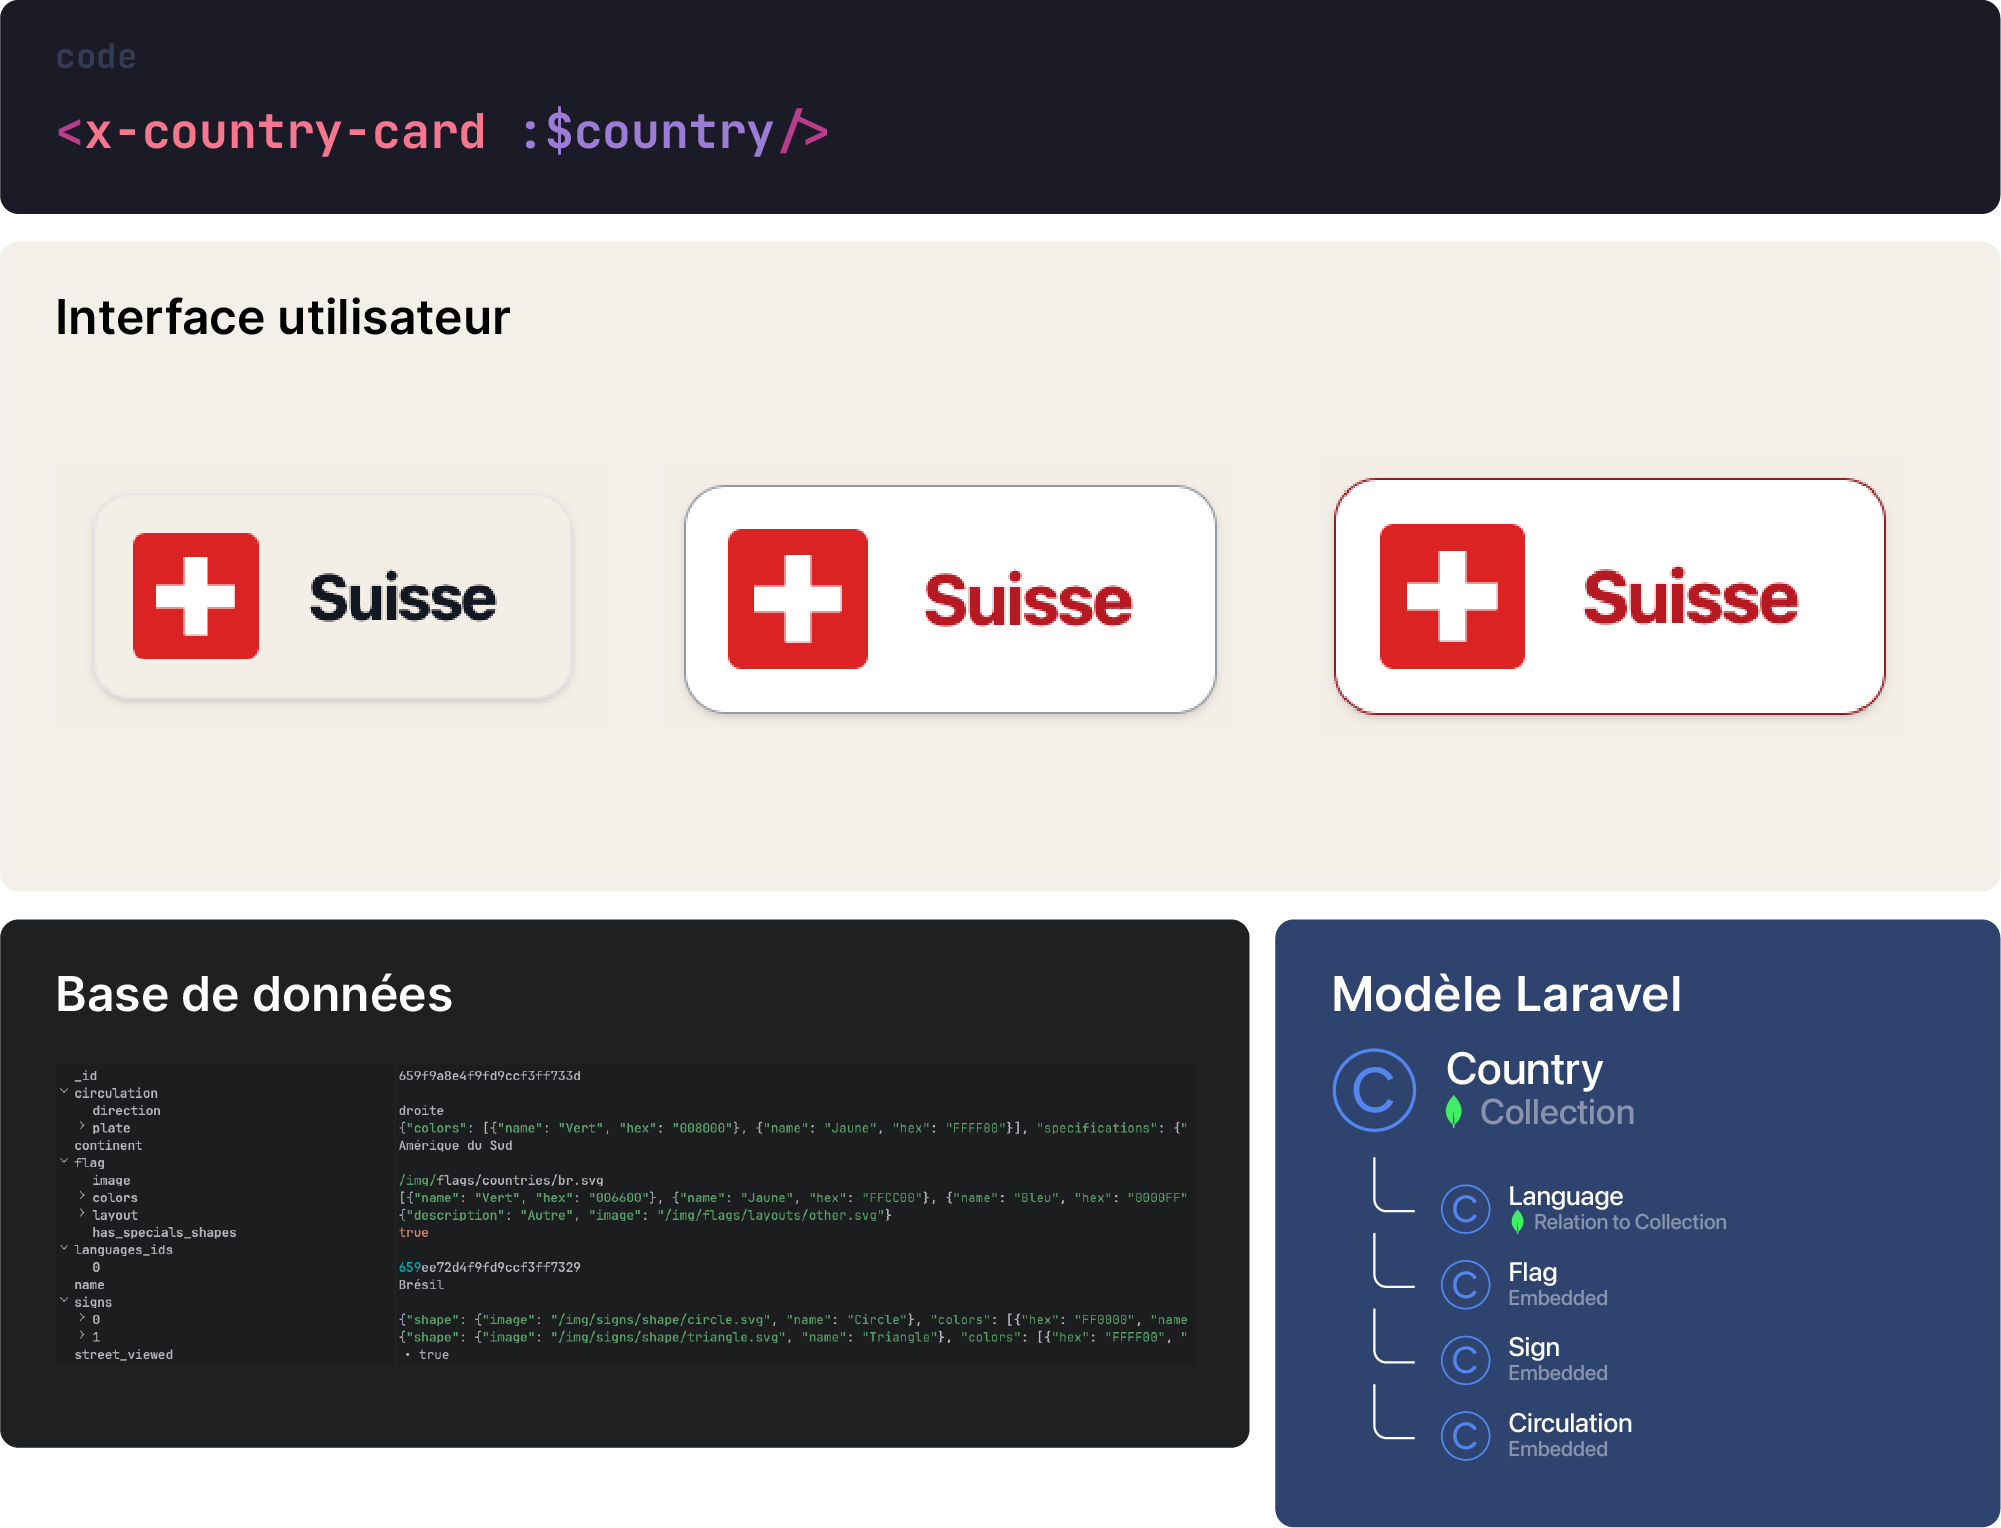 code
<x-country-card :$country/>
Interface utilisateur
Suisse
Suisse
Suisse
Base de données
_id 659f9a8e4f9fd9ccf3ff733d
circulation
direction droite
plate {"colors": [{"name": "Vert", "hex": "008000"}, {"name": "Jaune", "hex": "FFFF00"}], "specifications": {"
continent Amérique du Sud
flag
image /img/flags/countries/br.svg
colors [{"name": "Vert", "hex": "006600"}, {"name": "Jaune", "hex": "FFCC00"}, {"name": "Bleu", "hex": "0000FF"
layout {"description": "Autre", "image": "/img/flags/layouts/other.svg"}
has_specials_shapes true
languages_ids
0 659ee72d4f9fd9ccf3ff7329
name Brésil
signs
0 {"shape": {"image": "/img/signs/shape/circle.svg", "name": "Circle"}, "colors": [{"hex": "FF0000", "name
1 {"shape": {"image": "/img/signs/shape/triangle.svg", "name": "Triangle"}, "colors": [{"hex": "FFFF00", "
street_viewed • true
Modèle Laravel
C Country
Collection
C Language
Relation to Collection
C Flag
Embedded
C Sign
Embedded
C Circulation
Embedded